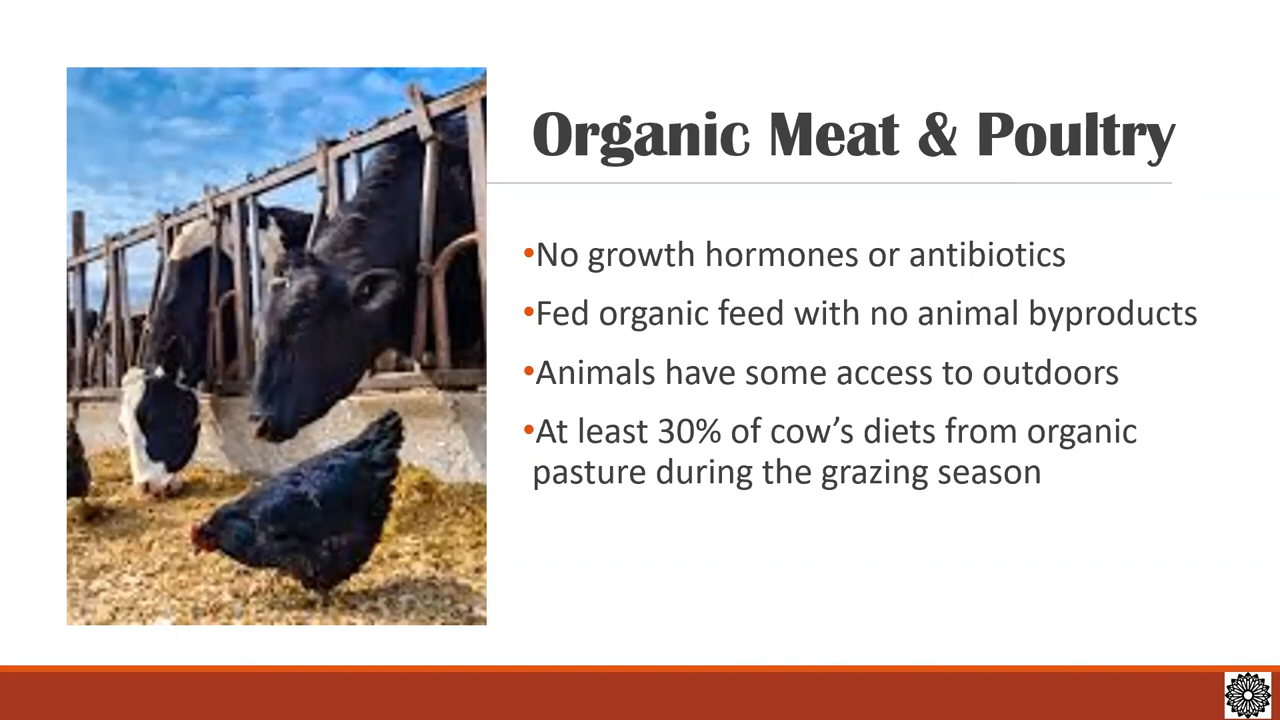 Organic Meat & Poultry
•No growth hormones or antibiotics
•Fed organic feed with no animal byproducts
•Animals have some access to outdoors
•At least 30% of cow’s diets from organic
pasture during the grazing season